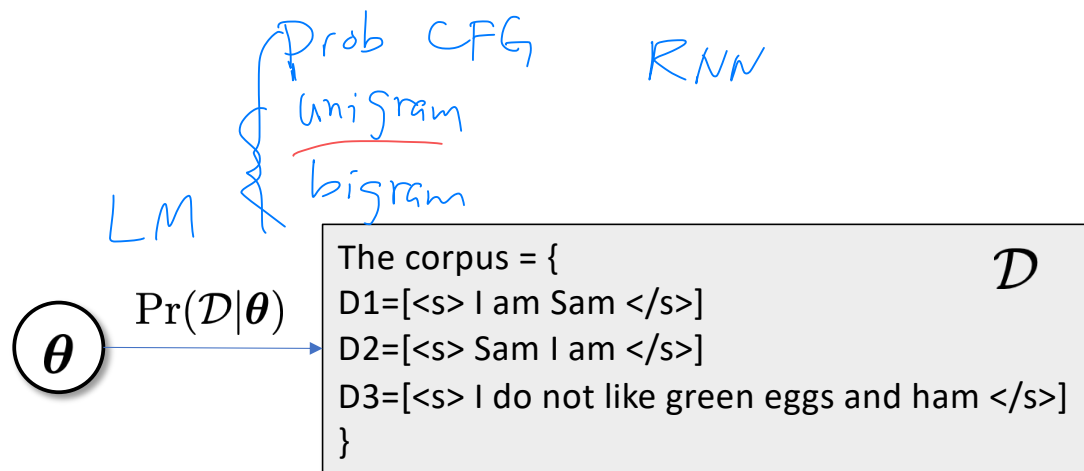 Prob CFG RNN
unigram
bigram
LM
The corpus = {
D1=[<s> I am Sam </s>]
D2=[<s> Sam I am </s>]
D3=[<s> I do not like green eggs and ham </s>]
}
𝒟
Pr(𝒟|𝜽)
𝜽